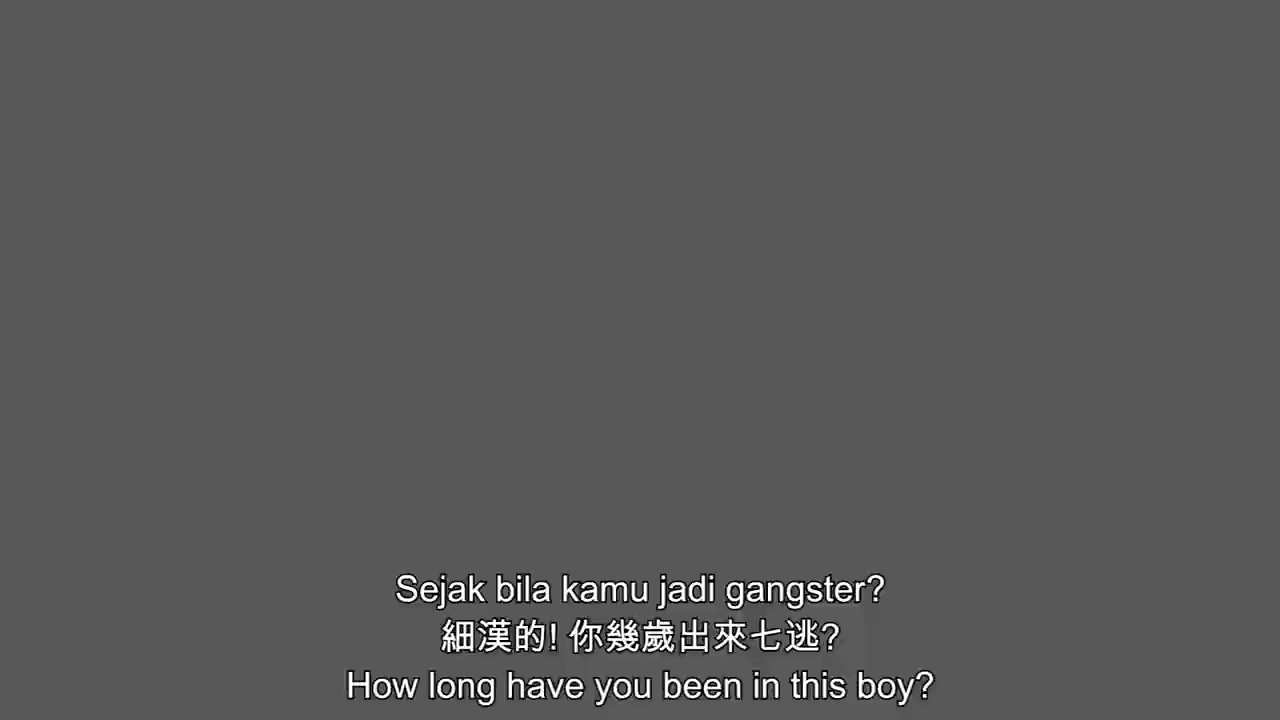 Sejak bila kamu jadi gangster?
細漢的! 你幾歲出來七逃?
How long have you been in this boy?